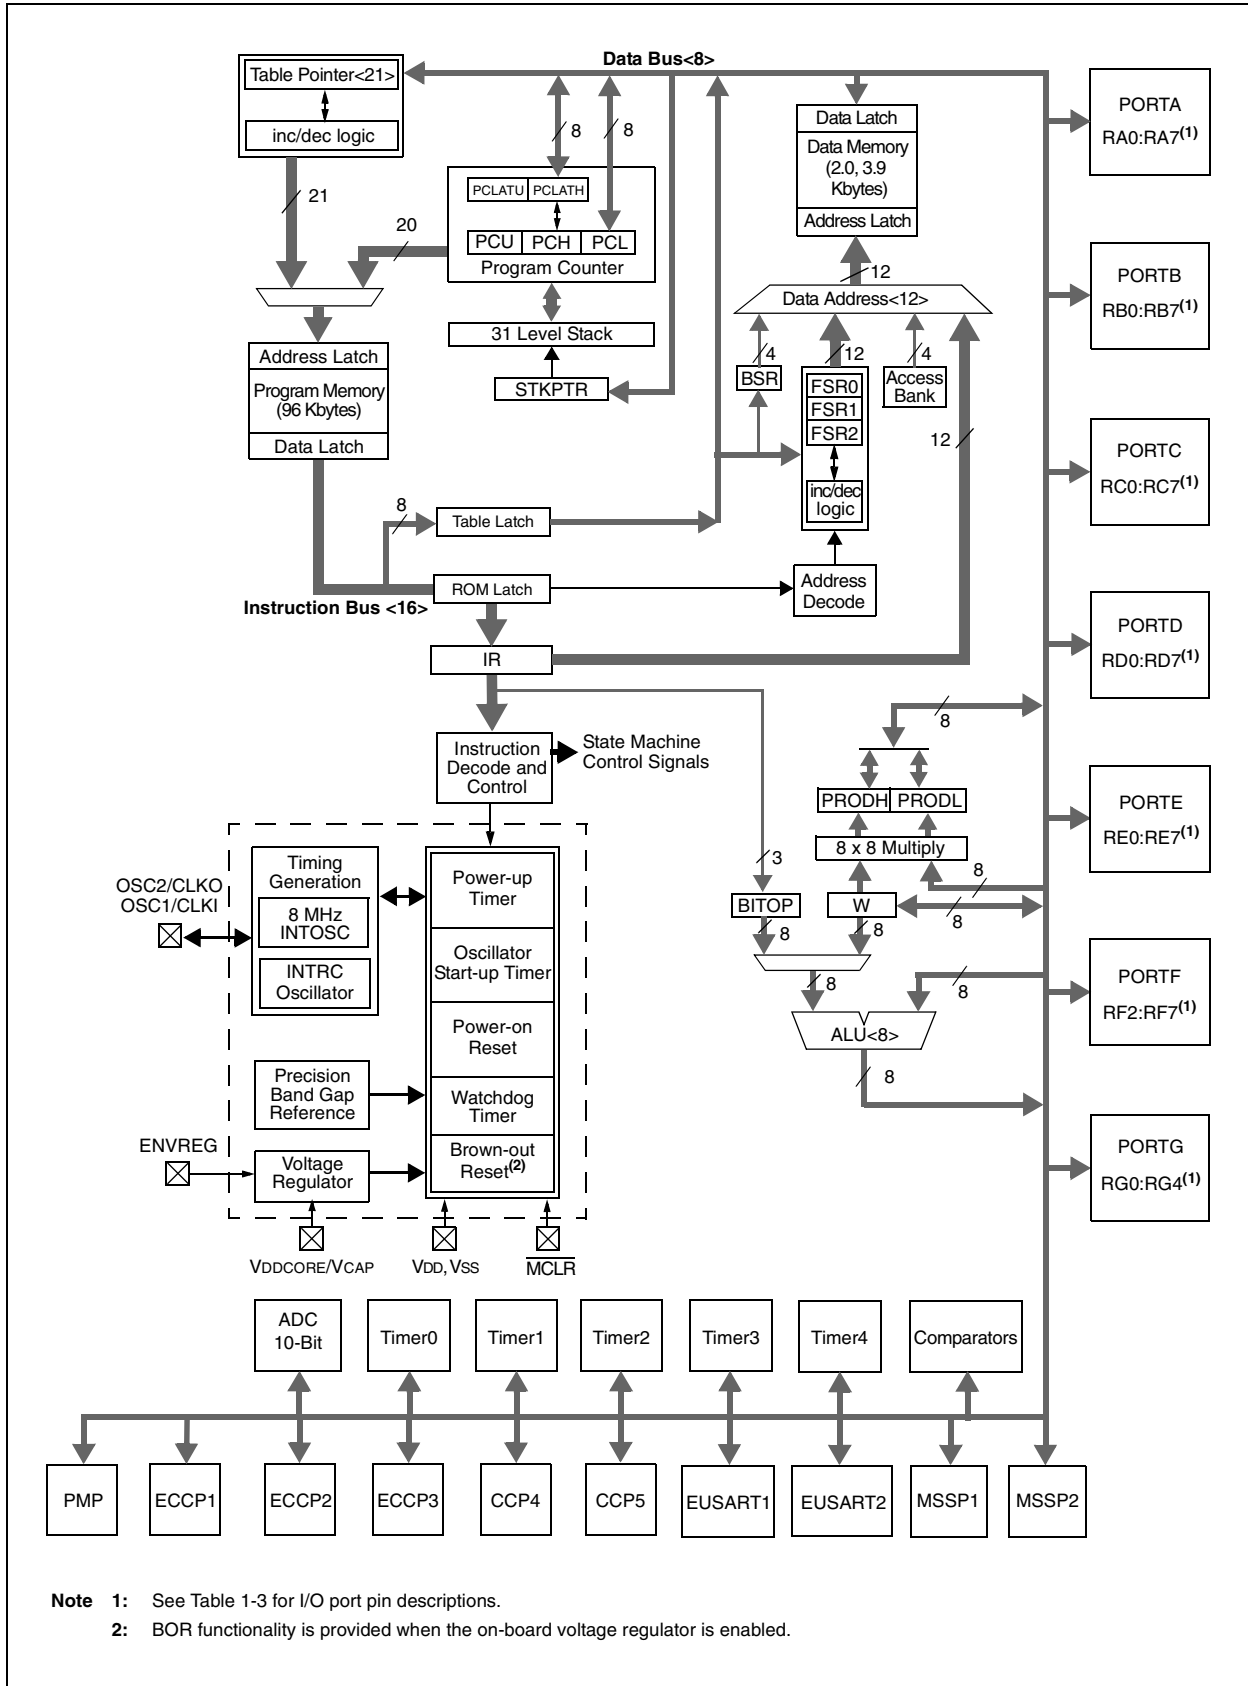 Data Bus<8>
Table Pointer<21>
inc/dec logic
21
20
8
8
PCLATU
PCLATH
PCU
PCH
PCL
Program Counter
31 Level Stack
STKPTR
Data Latch
Data Memory
(2.0, 3.9
Kbytes)
Address Latch
12
Data Address<12>
4
12
4
BSR
FSR0
FSR1
FSR2
inc/dec
logic
Access
Bank
12
Address Latch
Program Memory
(96 Kbytes)
Data Latch
8
Table Latch
ROM Latch
Instruction Bus <16>
Address
Decode
IR
Instruction
Decode and
Control
State Machine
Control Signals
8
PRODH
PRODL
8 x 8 Multiply
3
8
BITOP
W
8
8
8
8
8
ALU<8>
8
PORTA
RA0:RA7(1)
PORTB
RB0:RB7(1)
PORTC
RC0:RC7(1)
PORTD
RD0:RD7(1)
PORTE
RE0:RE7(1)
PORTF
RF2:RF7(1)
PORTG
RG0:RG4(1)
OSC2/CLKO
OSC1/CLKI
Timing
Generation
8 MHz
INTOSC
INTRC
Oscillator
Power-up
Timer
Oscillator
Start-up Timer
Power-on
Reset
Watchdog
Timer
Brown-out
Reset(2)
Precision
Band Gap
Reference
ENVREG
Voltage
Regulator
VDDCORE/VCAP
VDD, VSS
MCLR
ADC
10-Bit
Timer0
Timer1
Timer2
Timer3
Timer4
Comparators
PMP
ECCP1
ECCP2
ECCP3
CCP4
CCP5
EUSART1
EUSART2
MSSP1
MSSP2
Note 1: See Table 1-3 for I/O port pin descriptions.
2: BOR functionality is provided when the on-board voltage regulator is enabled.